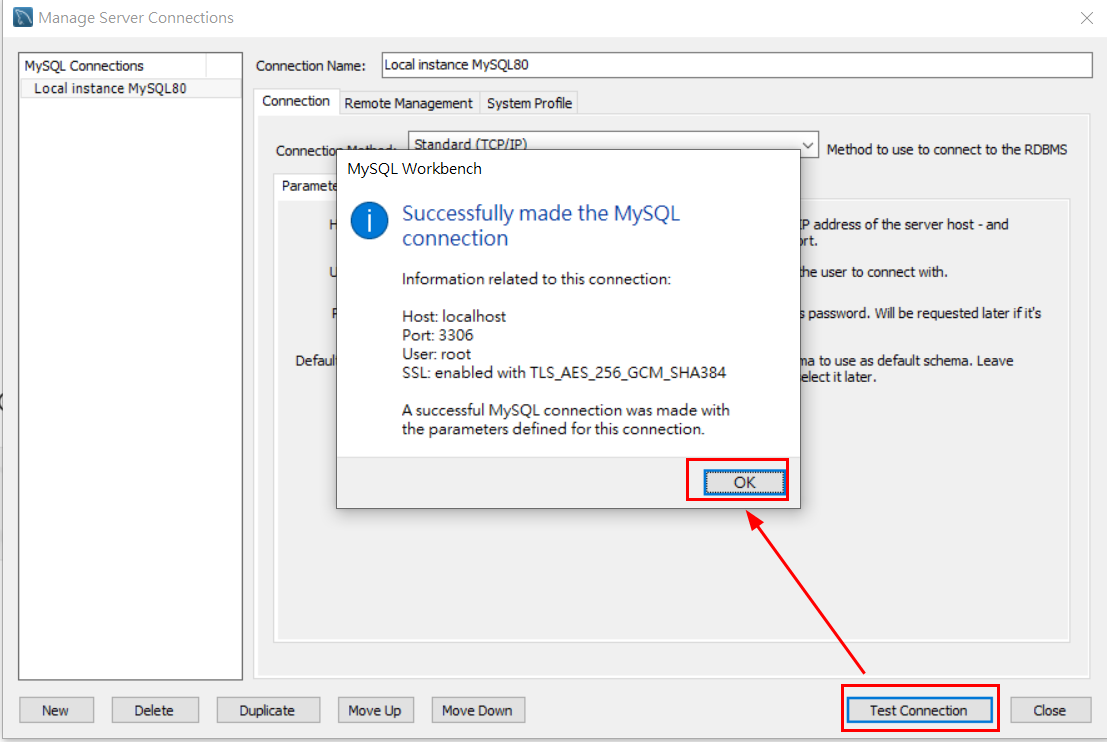 Manage Server Connections
MySQL Connections
Local instance MySQL80
Connection Name:
Local instance MySQL80
Connection
Remote Management
System Profile
Connection Method:
Standard (TCP/IP)
Method to use to connect to the RDBMS
MySQL Workbench
Successfully made the MySQL
connection
Information related to this connection:
Host: localhost
Port: 3306
User: root
SSL: enabled with TLS_AES_256_GCM_SHA384
A successful MySQL connection was made with
the parameters defined for this connection.
OK
IP address of the server host - and
the user to connect with.
password. Will be requested later if it's
Default
to use as default schema. Leave
it later.
New
Delete
Duplicate
Move Up
Move Down
Test Connection
Close